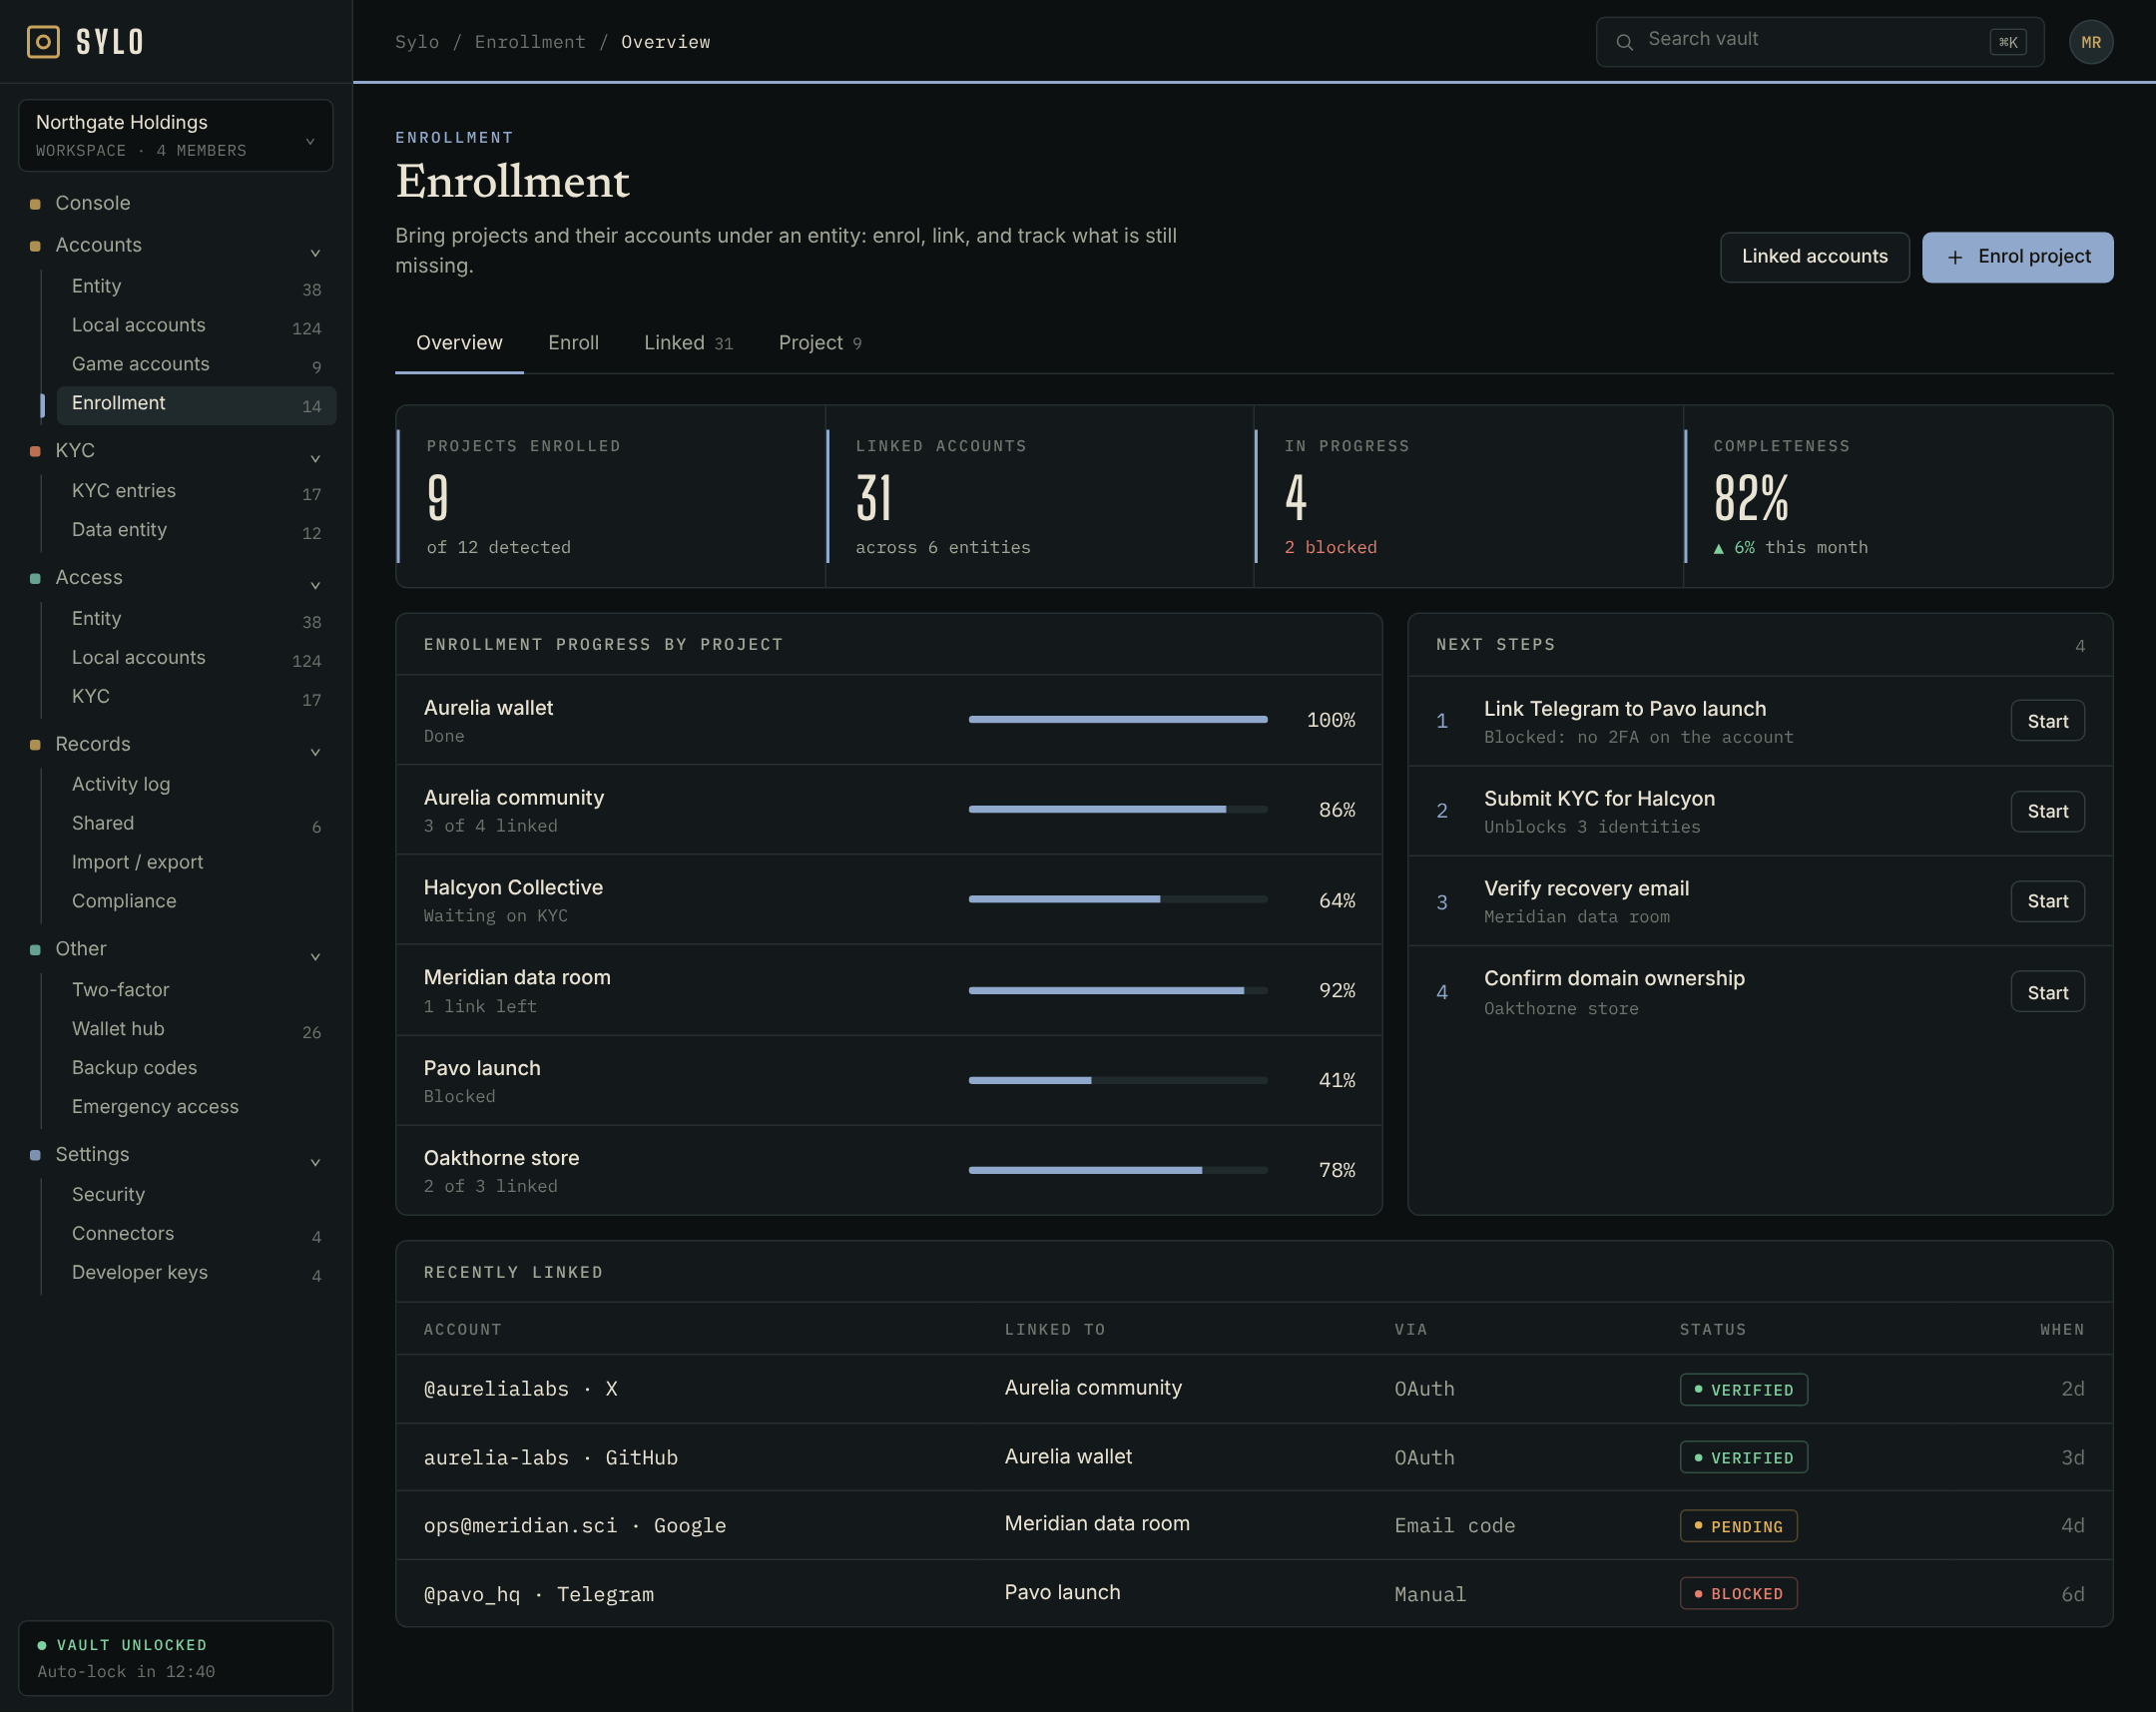 SYLO
Sylo / Enrollment / Overview
Search vault
⌘K
MR
Northgate Holdings
WORKSPACE · 4 MEMBERS
Console
Accounts
Entity 38
Local accounts 124
Game accounts 9
Enrollment 14
KYC
KYC entries 17
Data entity 12
Access
Entity 38
Local accounts 124
KYC 17
Records
Activity log
Shared 6
Import / export
Compliance
Other
Two-factor
Wallet hub 26
Backup codes
Emergency access
Settings
Security
Connectors 4
Developer keys 4
VAULT UNLOCKED
Auto-lock in 12:40
ENROLLMENT
Enrollment
Bring projects and their accounts under an entity: enrol, link, and track what is still
missing.
Linked accounts
+ Enrol project
Overview Enroll Linked 31 Project 9
PROJECTS ENROLLED
9
of 12 detected
LINKED ACCOUNTS
31
across 6 entities
IN PROGRESS
4
2 blocked
COMPLETENESS
82%
▲ 6% this month
ENROLLMENT PROGRESS BY PROJECT
Aurelia wallet
Done
100%
Aurelia community
3 of 4 linked
86%
Halcyon Collective
Waiting on KYC
64%
Meridian data room
1 link left
92%
Pavo launch
Blocked
41%
Oakthorne store
2 of 3 linked
78%
NEXT STEPS 4
1 Link Telegram to Pavo launch
Blocked: no 2FA on the account
Start
2 Submit KYC for Halcyon
Unblocks 3 identities
Start
3 Verify recovery email
Meridian data room
Start
4 Confirm domain ownership
Oakthorne store
Start
RECENTLY LINKED
ACCOUNT LINKED TO VIA STATUS WHEN
@aurelialabs · X Aurelia community OAuth VERIFIED 2d
aurelia-labs · GitHub Aurelia wallet OAuth VERIFIED 3d
ops@meridian.sci · Google Meridian data room Email code PENDING 4d
@pavo_hq · Telegram Pavo launch Manual BLOCKED 6d